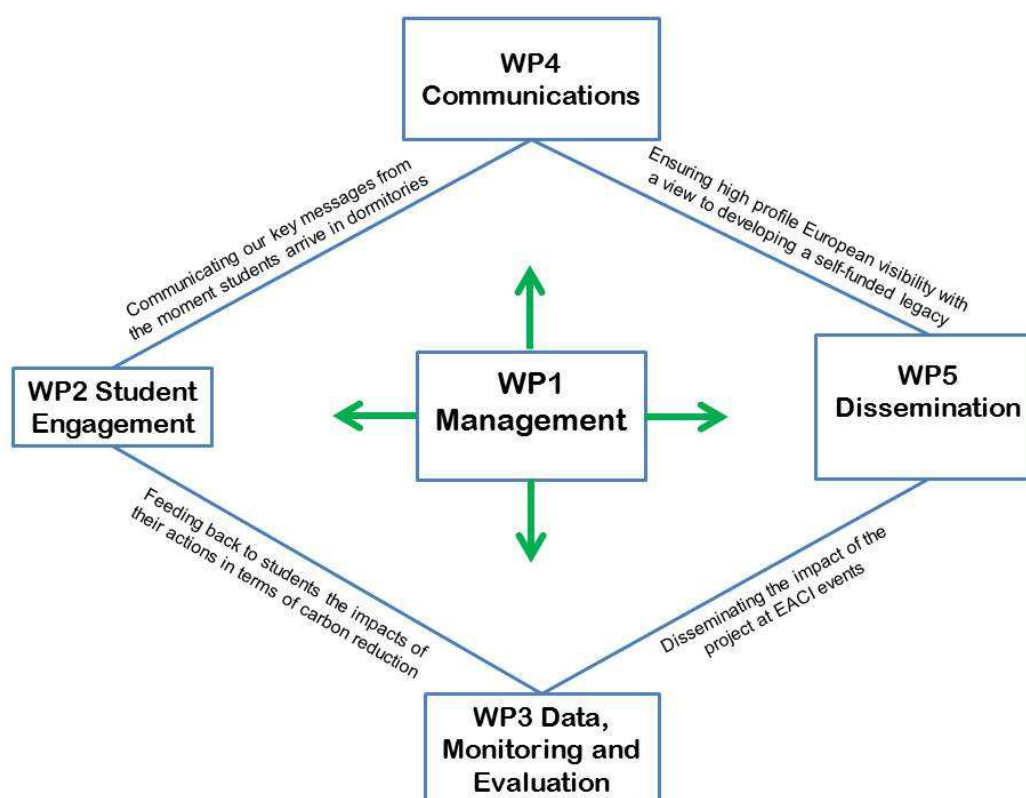 WP4
Communications
Communicating our key messages from
the moment students arrive in dormitories
Ensuring high profile European visibility with
a view to developing a self-funded legacy
WP2 Student
Engagement
WP1
Management
WP5
Dissemination
Feeding back to students the impacts of
their actions in terms of carbon reduction
Disseminating the impact of the
project at EACI events
WP3 Data,
Monitoring and
Evaluation